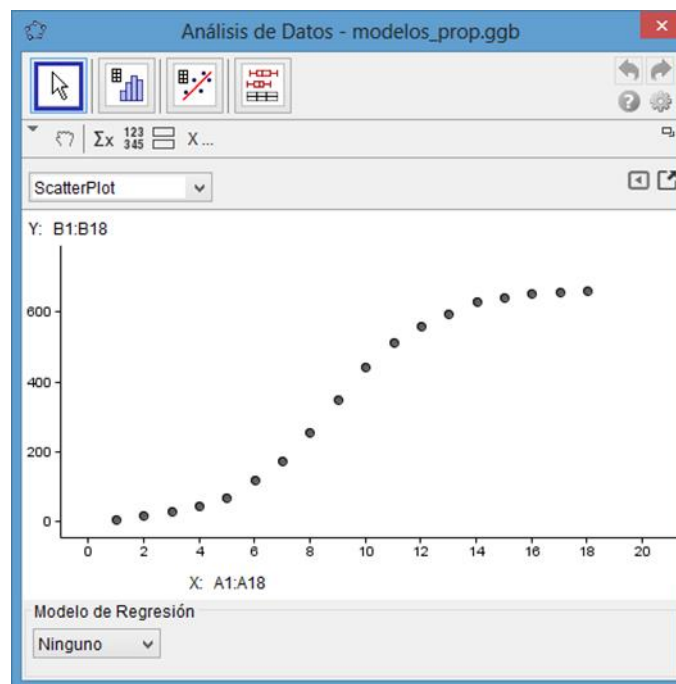 Análisis de Datos - modelos_prop.ggb
Σx 123 345 X ...
ScatterPlot
Y: B1:B18
600
400
200
0
0 2 4 6 8 10 12 14 16 18 20
X: A1:A18
Modelo de Regresión
Ninguno